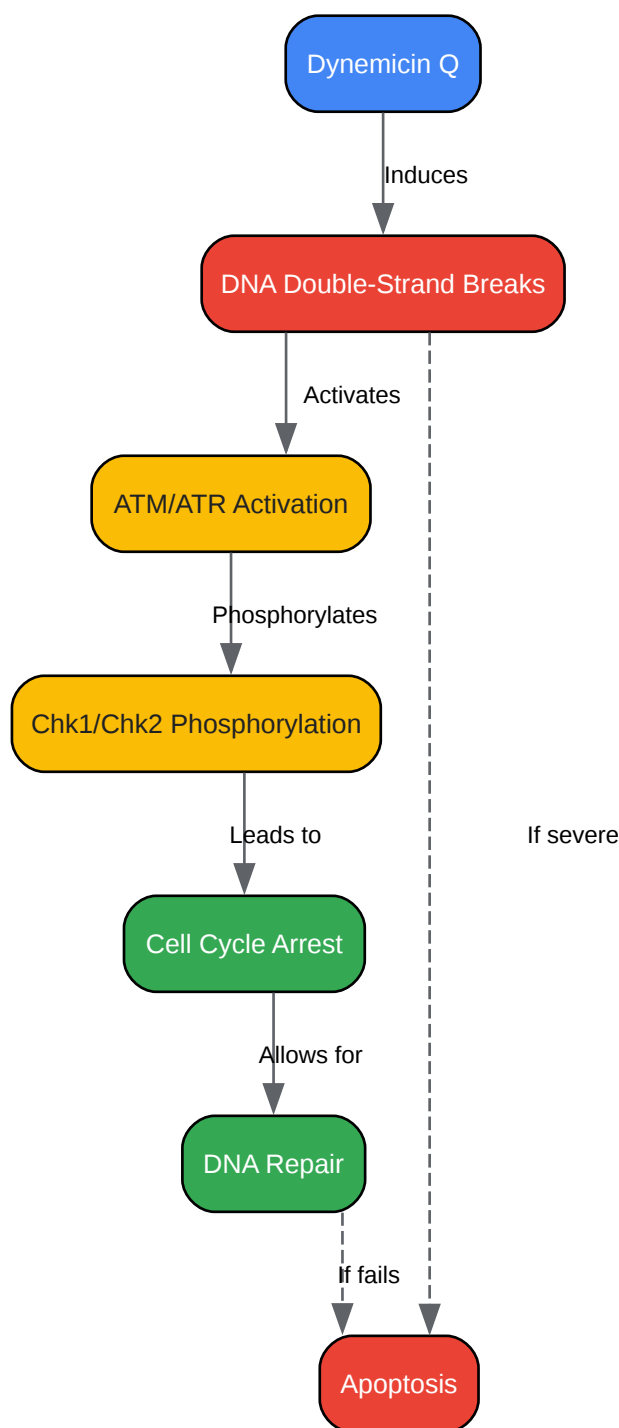 Dynemicin Q
Induces
DNA Double-Strand Breaks
Activates
ATM/ATR Activation
Phosphorylates
Chk1/Chk2 Phosphorylation
Leads to
If severe
Cell Cycle Arrest
Allows for
DNA Repair
If fails
Apoptosis